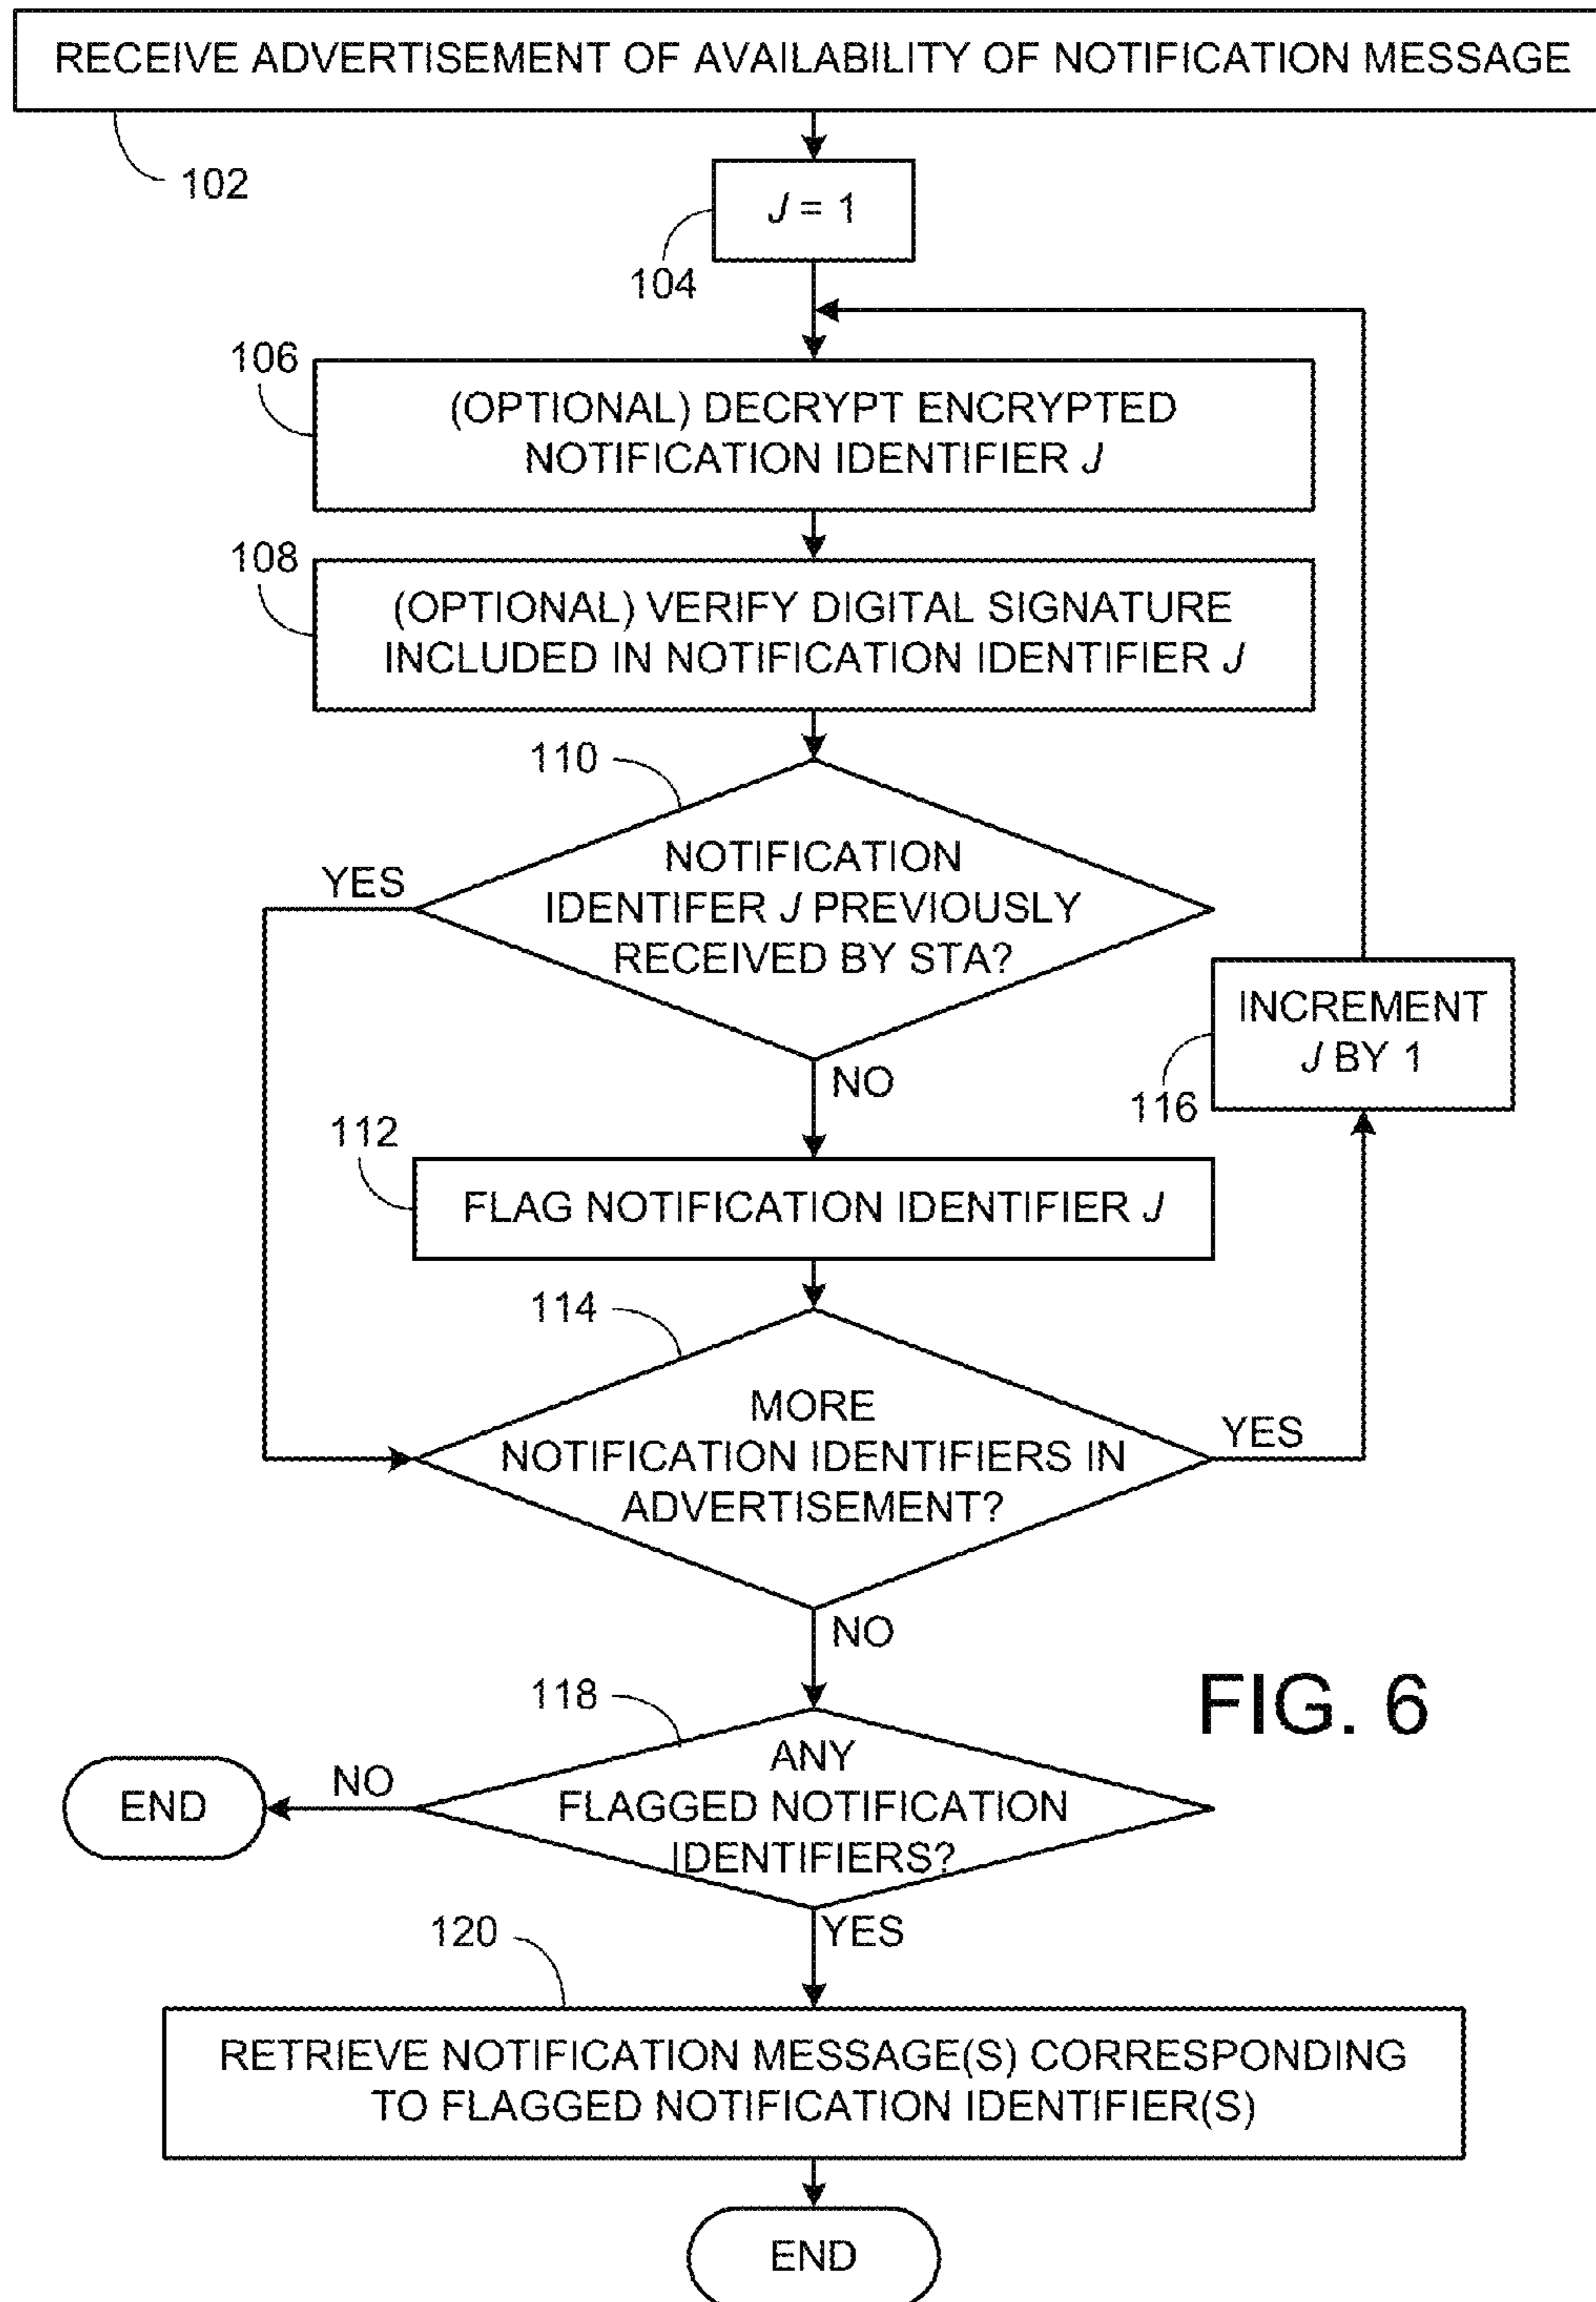 RECEIVE ADVERTISEMENT OF AVAILABILITY OF NOTIFICATION MESSAGE
102
J = 1
104
106
(OPTIONAL) DECRYPT ENCRYPTED
NOTIFICATION IDENTIFIER J
108
(OPTIONAL) VERIFY DIGITAL SIGNATURE
INCLUDED IN NOTIFICATION IDENTIFIER J
110
NOTIFICATION
IDENTIFER J PREVIOUSLY
RECEIVED BY STA?
YES
NO
INCREMENT
J BY 1
116
112
FLAG NOTIFICATION IDENTIFIER J
114
MORE
NOTIFICATION IDENTIFIERS IN
ADVERTISEMENT?
YES
NO
FIG. 6
118
ANY
FLAGGED NOTIFICATION
IDENTIFIERS?
NO
END
YES
120
RETRIEVE NOTIFICATION MESSAGE(S) CORRESPONDING
TO FLAGGED NOTIFICATION IDENTIFIER(S)
END